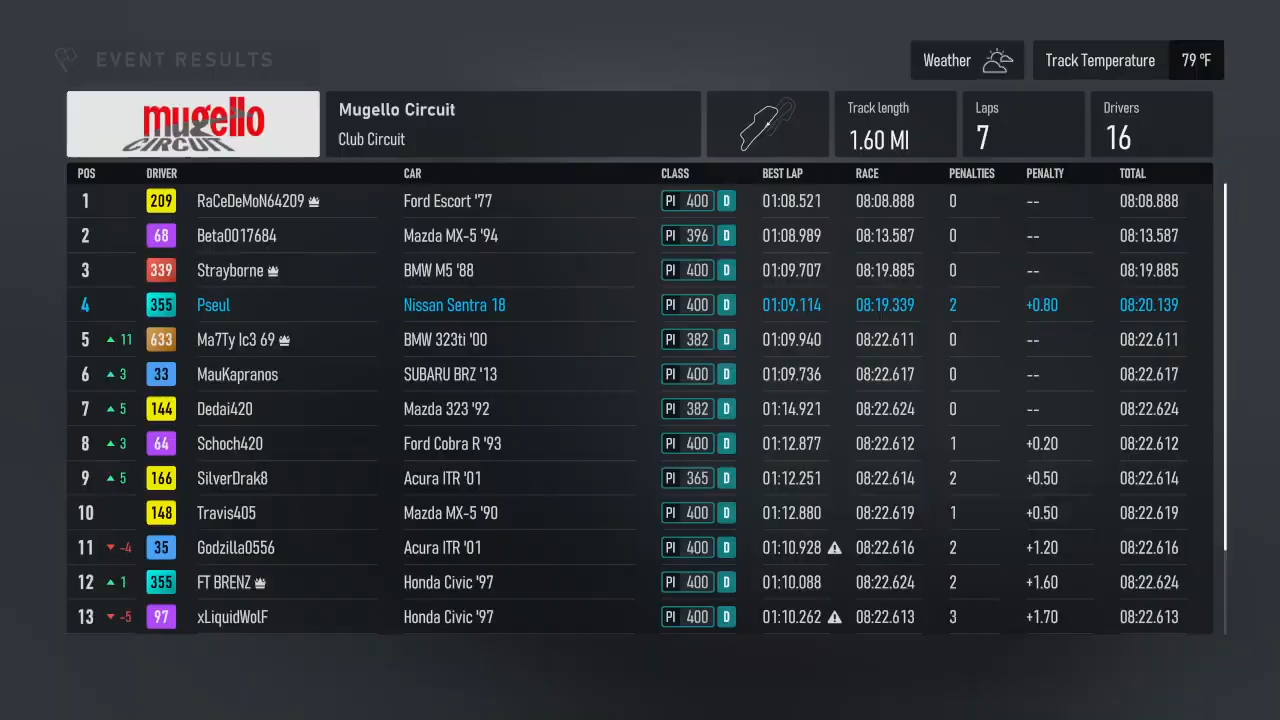 EVENT RESULTS
Weather
Track Temperature 79 °F
mugello
CIRCUIT
Mugello Circuit
Club Circuit
Track length
1.60 MI
Laps
7
Drivers
16
POS DRIVER CAR CLASS BEST LAP RACE PENALTIES PENALTY TOTAL
1 209 RaCeDeMoN64209 Ford Escort '77 PI 400 D 01:08.521 08:08.888 0 -- 08:08.888
2 68 Beta0017684 Mazda MX-5 '94 PI 396 D 01:08.989 08:13.587 0 -- 08:13.587
3 339 Strayborne BMW M5 '88 PI 400 D 01:09.707 08:19.885 0 -- 08:19.885
4 355 Pseul Nissan Sentra 18 PI 400 D 01:09.114 08:19.339 2 +0.80 08:20.139
5 11 633 Ma7Ty Ic3 69 BMW 323ti '00 PI 382 D 01:09.940 08:22.611 0 -- 08:22.611
6 3 33 MauKapranos SUBARU BRZ '13 PI 400 D 01:09.736 08:22.617 0 -- 08:22.617
7 5 144 Dedai420 Mazda 323 '92 PI 382 D 01:14.921 08:22.624 0 -- 08:22.624
8 3 64 Schoch420 Ford Cobra R '93 PI 400 D 01:12.877 08:22.612 1 +0.20 08:22.612
9 5 166 SilverDrak8 Acura ITR '01 PI 365 D 01:12.251 08:22.614 2 +0.50 08:22.614
10 148 Travis405 Mazda MX-5 '90 PI 400 D 01:12.880 08:22.619 1 +0.50 08:22.619
11 -4 35 Godzilla0556 Acura ITR '01 PI 400 D 01:10.928 08:22.616 2 +1.20 08:22.616
12 1 355 FT BRENZ Honda Civic '97 PI 400 D 01:10.088 08:22.624 2 +1.60 08:22.624
13 -5 97 xLiquidWolF Honda Civic '97 PI 400 D 01:10.262 08:22.613 3 +1.70 08:22.613